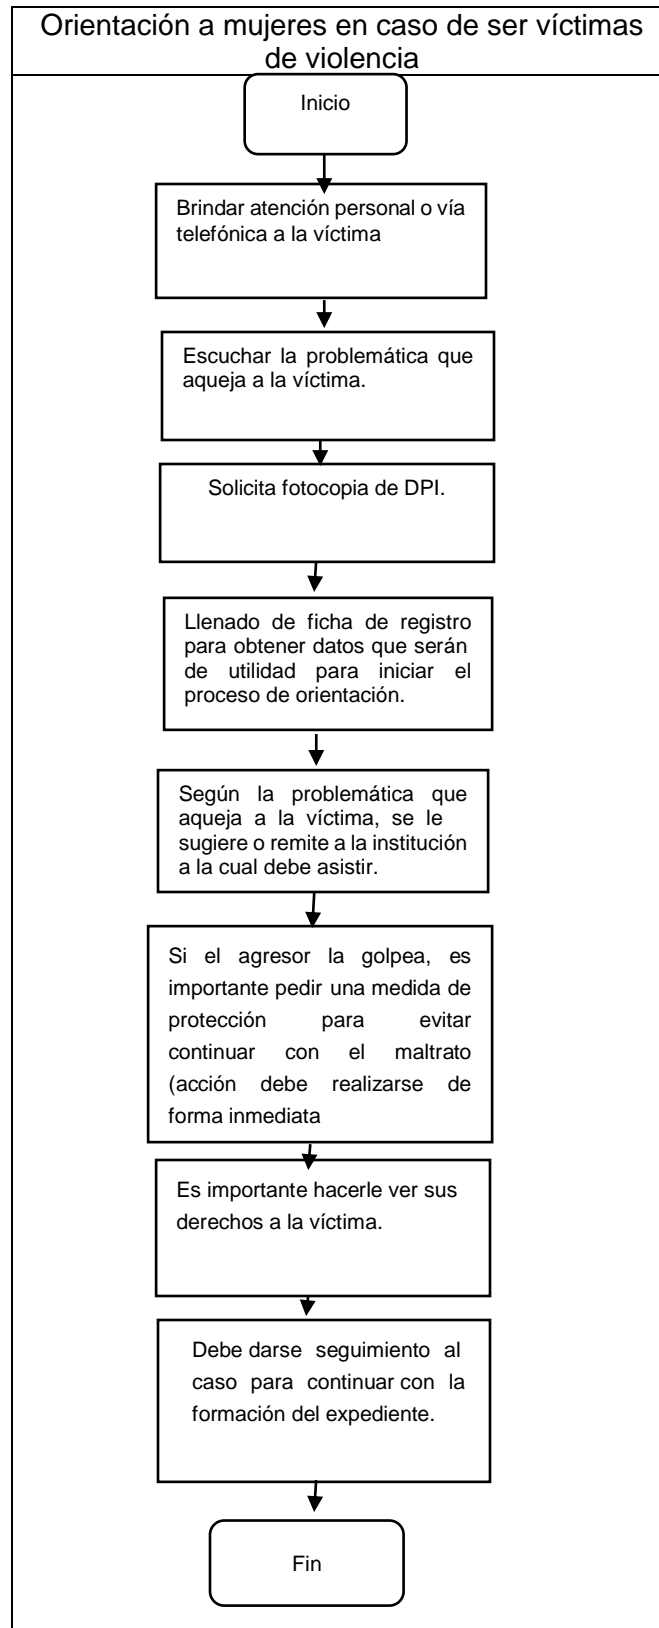 Orientación a mujeres en caso de ser víctimas
de violencia
Inicio
Brindar atención personal o vía
telefónica a la víctima
Escuchar la problemática que
aqueja a la víctima.
Solicita fotocopia de DPI.
Llenado de ficha de registro
para obtener datos que serán
de utilidad para iniciar el
proceso de orientación.
Según la problemática que
aqueja a la víctima, se le
sugiere o remite a la institución
a la cual debe asistir.
Si el agresor la golpea, es
importante pedir una medida de
protección para evitar
continuar con el maltrato
(acción debe realizarse de
forma inmediata
Es importante hacerle ver sus
derechos a la víctima.
Debe darse seguimiento al
caso para continuar con la
formación del expediente.
Fin